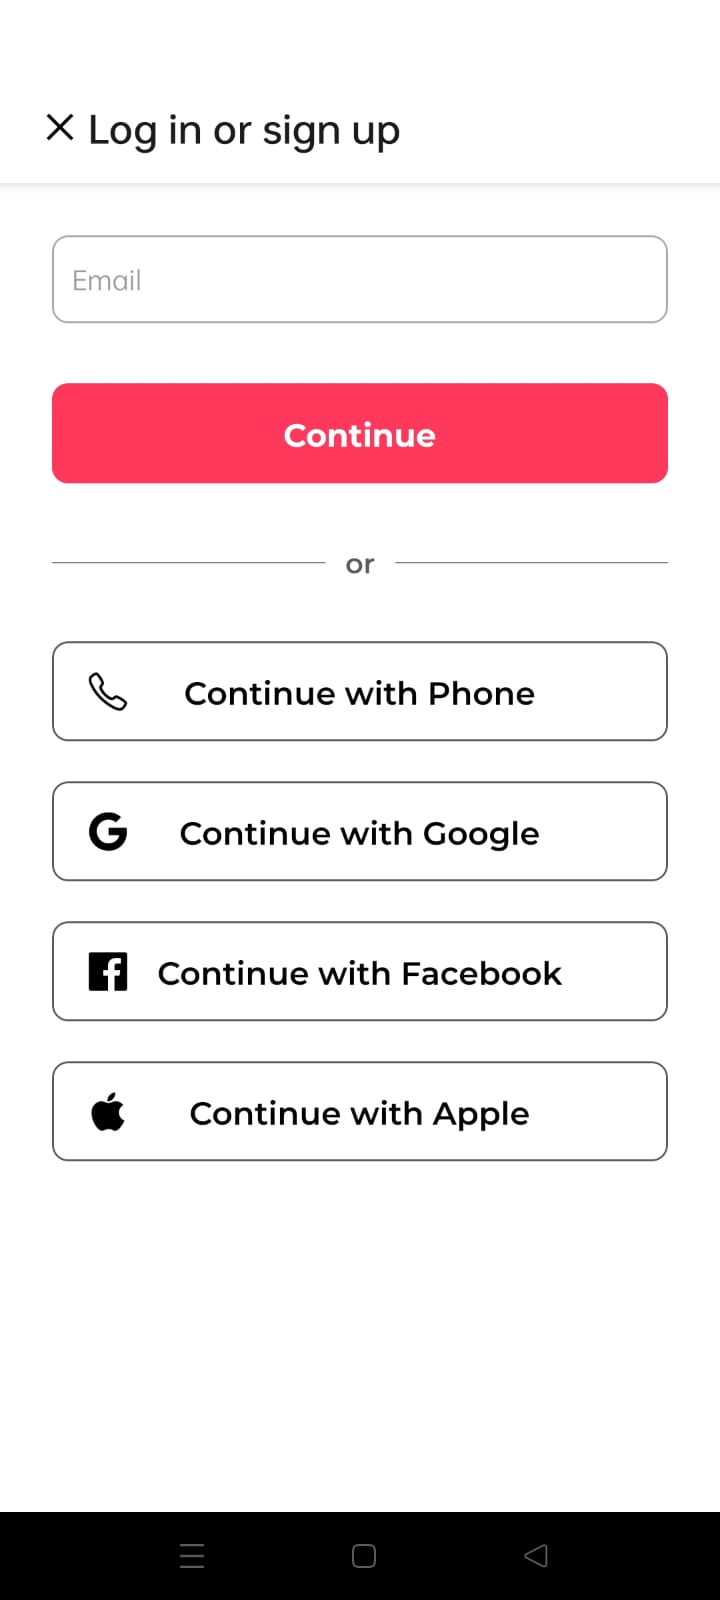 Log in or sign up
Email
Continue
or
Continue with Phone
Continue with Google
Continue with Facebook
Continue with Apple